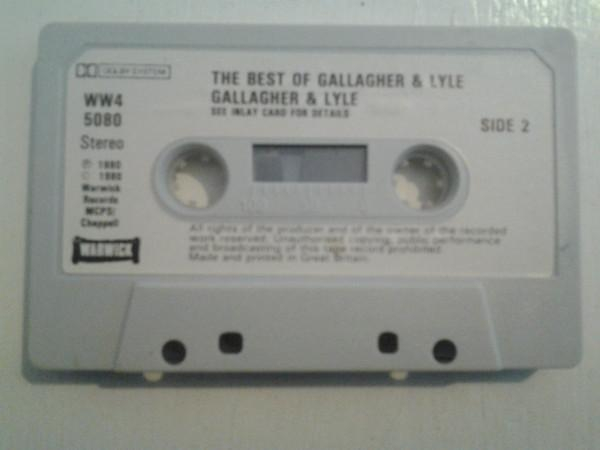 DOLBY SYSTEM
THE BEST OF GALLAGHER & LYLE
GALLAGHER & LYLE
SEE INLAY CARD FOR DETAILS
WW4
5080
SIDE 2
Stereo
℗ 1980
© 1980
Warwick
Records
MCPS/
Chappell
WARWICK
100
All rights of the producer and of the owner of the recorded
work reserved. Unauthorised copying, public performance
and broadcasting of this tape record prohibited.
Made and printed in Great Britain.